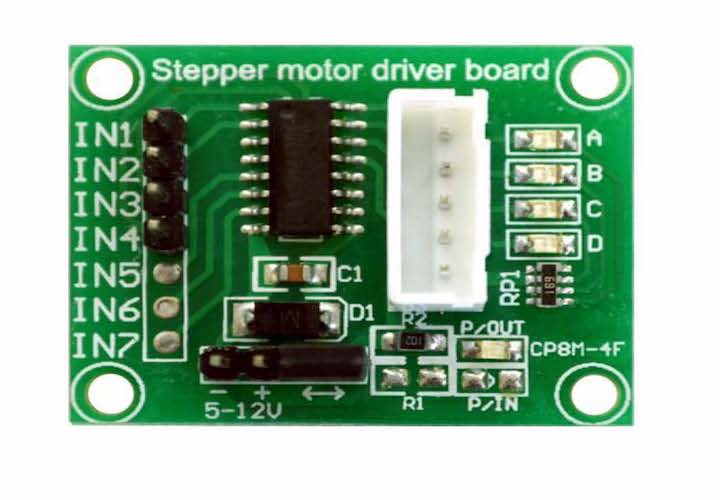 Stepper motor driver board
IN1
IN2
IN3
IN4
IN5
IN6
IN7
A
B
C
D
C1
RP1
D1
M
R2
P/OUT
102
CP8M-4F
- + ↔
5-12V
R1
P/IN